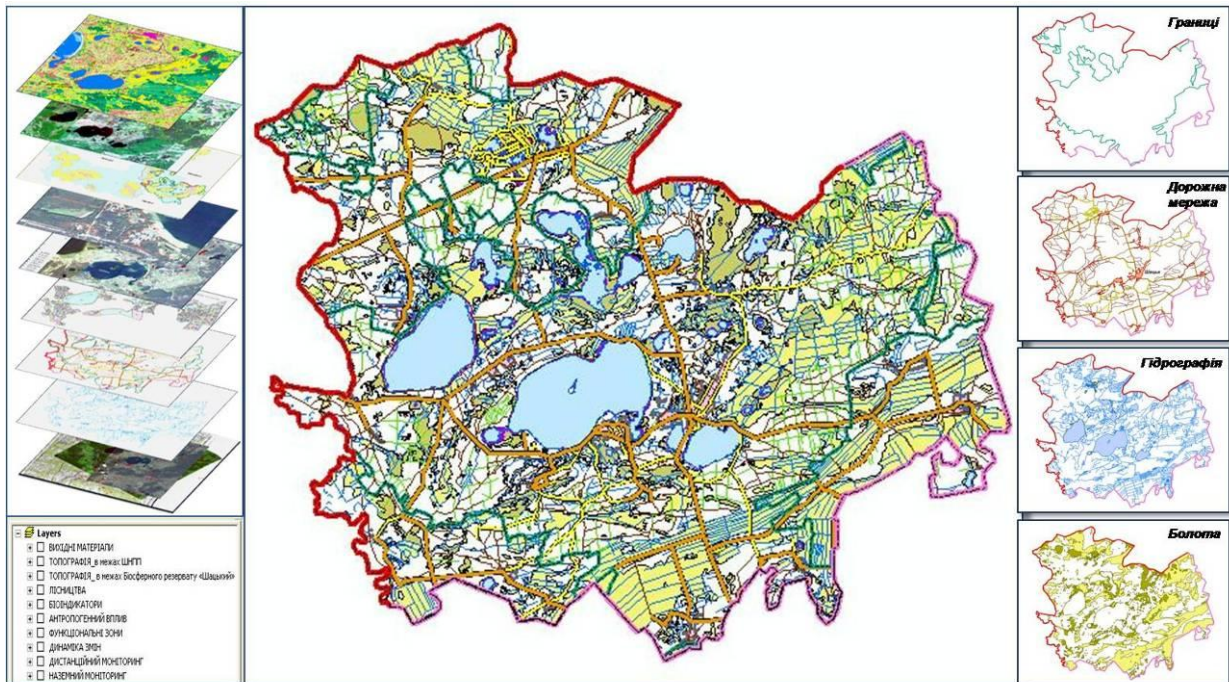 Layers
ВИХІДНІ МАТЕРІАЛИ
ТОПОГРАФІЯ_в межах ШНПП
ТОПОГРАФІЯ_ в межах Біосферного резервату «Шацький»
ЛІСНИЦТВА
БІОІНДИКАТОРИ
АНТРОПОГЕННИЙ ВПЛИВ
ФУНКЦІОНАЛЬНІ ЗОНИ
ДИНАМІКА ЗМІН
ДИСТАНЦІЙНИЙ МОНІТОРИНГ
НАЗЕМНИЙ МОНІТОРИНГ
Границі
Дорожна
мережа
Гідрографія
Болота